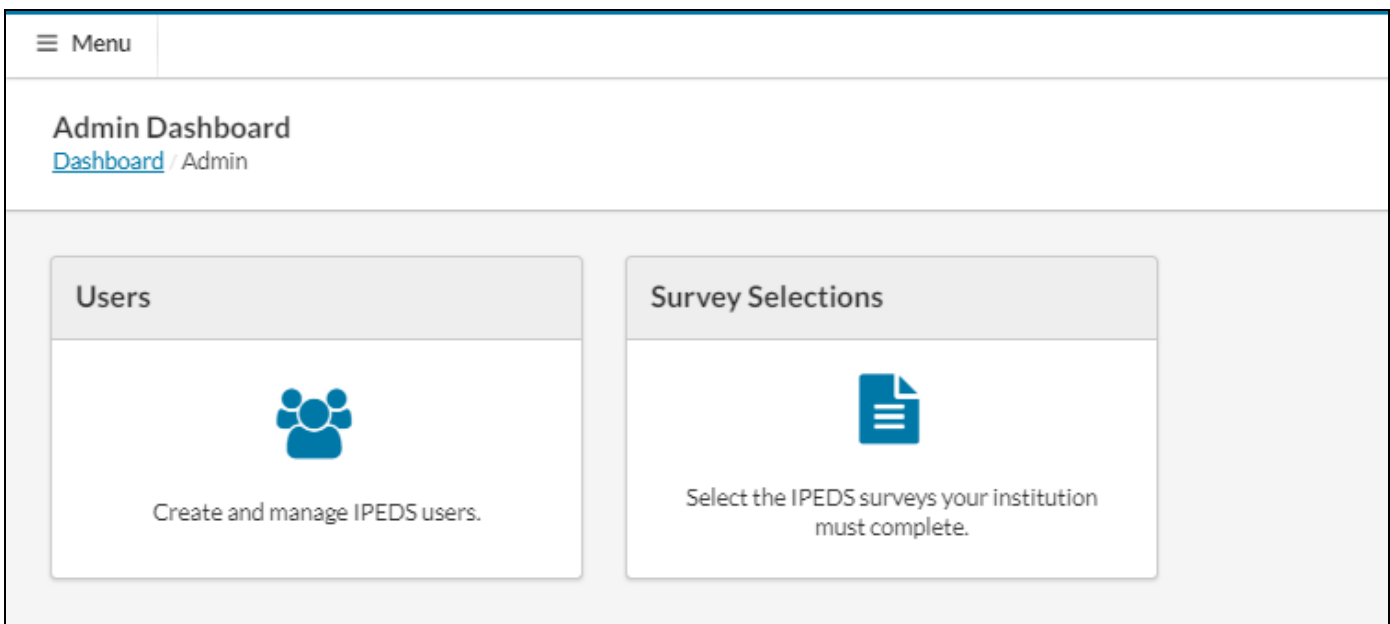 Menu
Admin Dashboard
Dashboard / Admin
Users
Create and manage IPEDS users.
Survey Selections
Select the IPEDS surveys your institution
must complete.